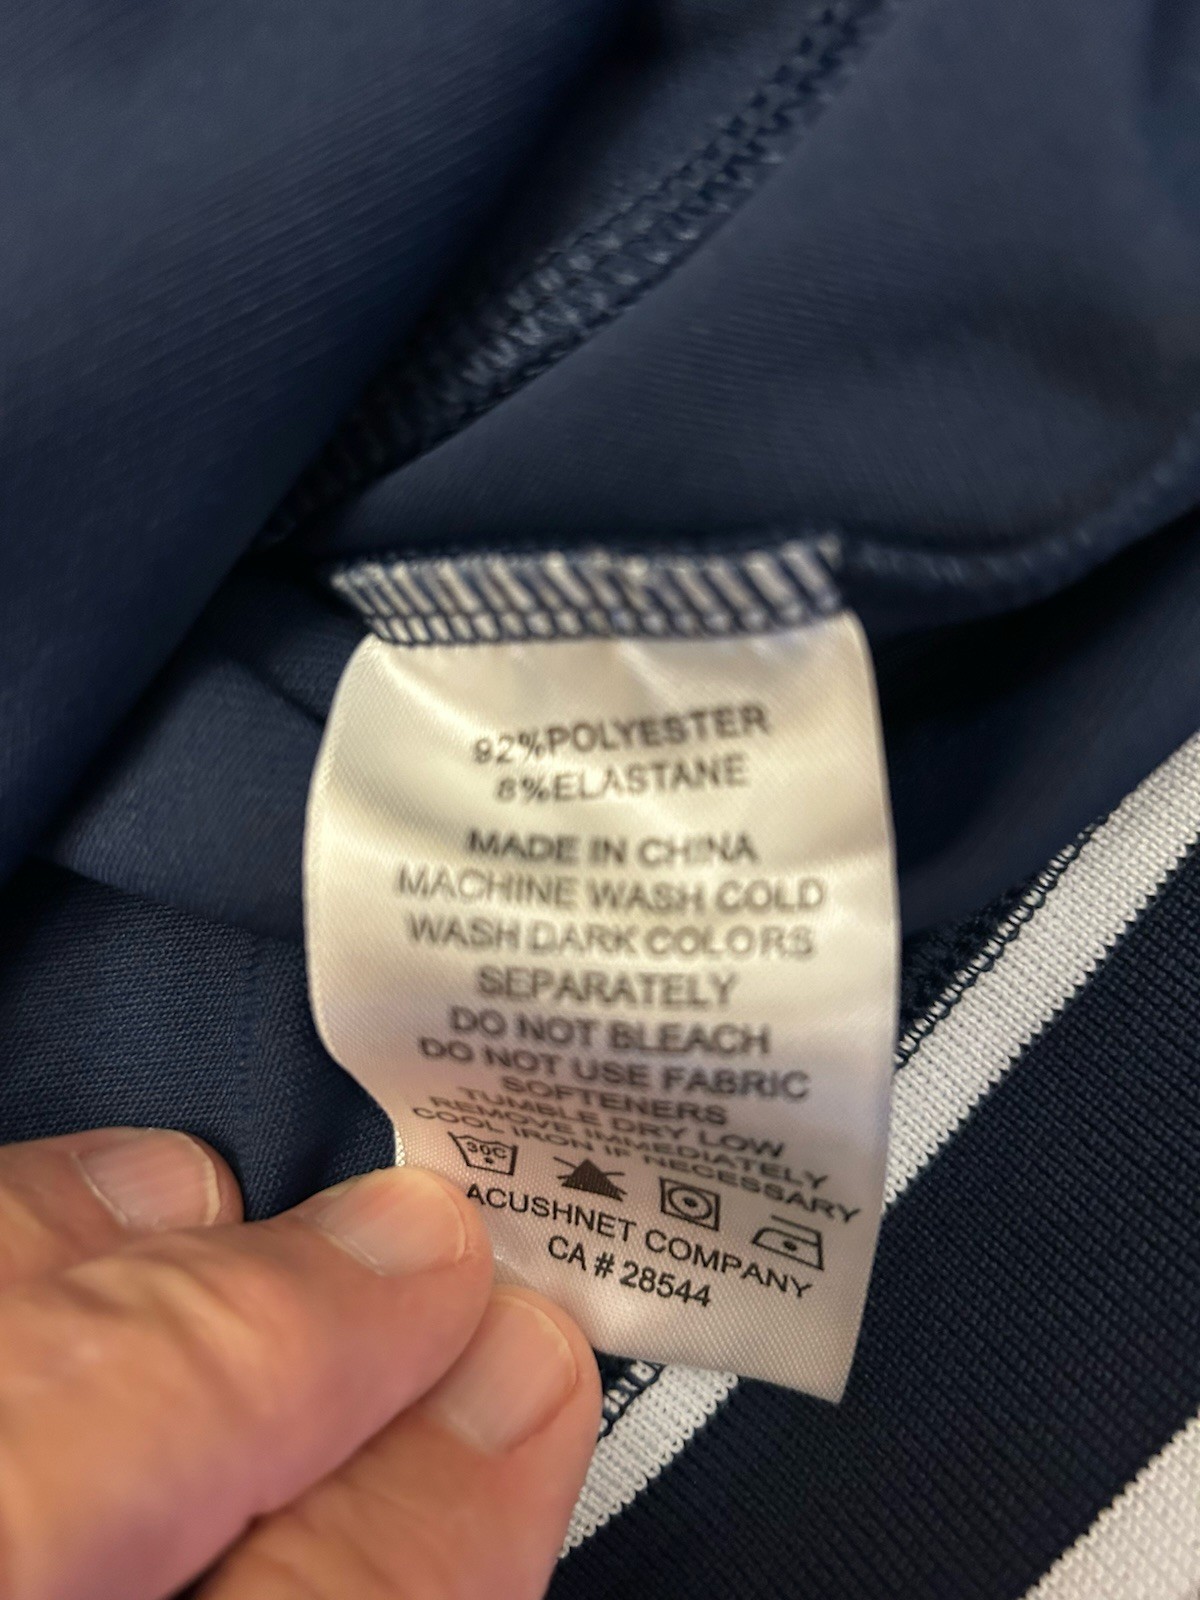 92%POLYESTER
8%ELASTANE
MADE IN CHINA
MACHINE WASH COLD
WASH DARK COLORS
SEPARATELY
DO NOT BLEACH
DO NOT USE FABRIC
SOFTENERS
TUMBLE DRY LOW
REMOVE IMMEDIATELY
COOL IRON IF NECESSARY
30C
ACUSHNET COMPANY
CA # 28544